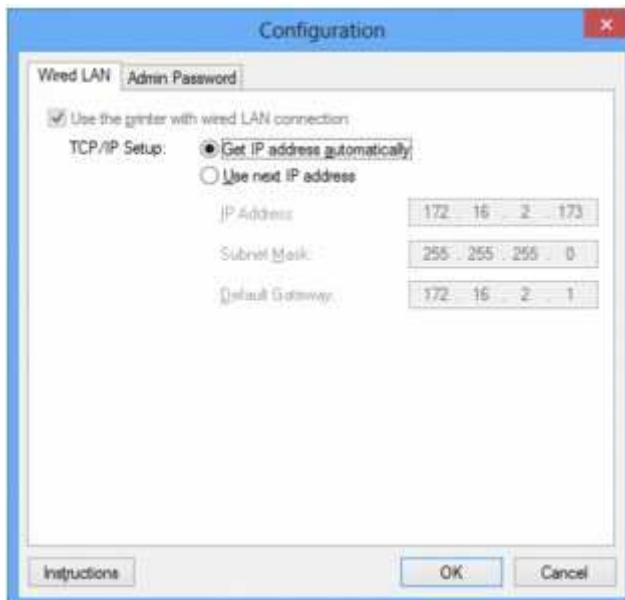 Configuration
Wired LAN Admin Password
Use the printer with wired LAN connection
TCP/IP Setup: Get IP address automatically
Use next IP address
IP Address: 172 . 16 . 2 . 173
Subnet Mask: 255 . 255 . 255 . 0
Default Gateway: 172 . 16 . 2 . 1
Instructions OK Cancel